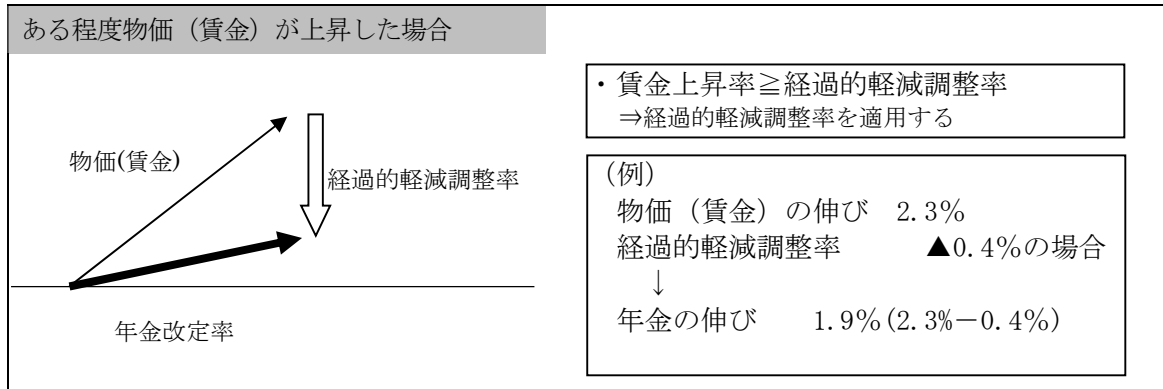 ある程度物価（賃金）が上昇した場合
物価(賃金)
経過的軽減調整率
年金改定率
・賃金上昇率≧経過的軽減調整率
⇒経過的軽減調整率を適用する
（例）
物価（賃金）の伸び　2.3%
経過的軽減調整率　　　▲0.4%の場合
↓
年金の伸び　　1.9%(2.3%－0.4%)